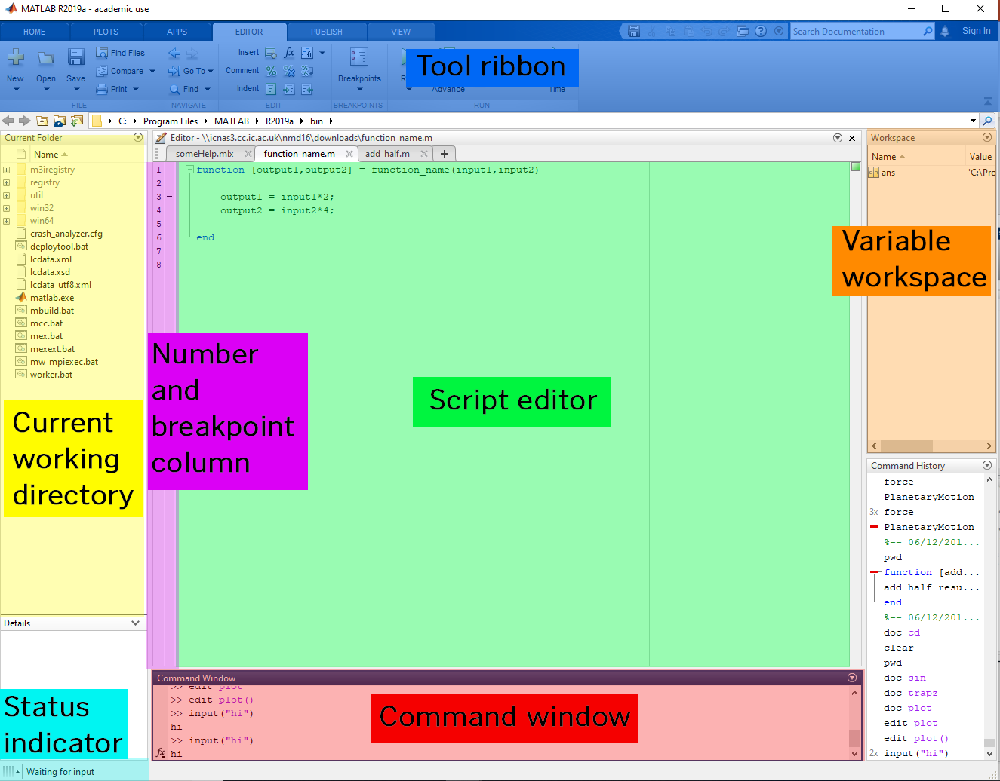 MATLAB R2019a - academic use
HOME PLOTS APPS EDITOR PUBLISH VIEW
Search Documentation
Sign In
New
Open
Save
Find Files
Compare
Print
FILE
Go To
Find
NAVIGATE
Insert
Comment
Indent
EDIT
Breakpoints
BREAKPOINTS
Tool ribbon
Advance
Time
RUN
C: Program Files MATLAB R2019a bin
Current Folder
Name
m3iregistry
registry
util
win32
win64
crash_analyzer.cfg
deploytool.bat
lcdata.xml
lcdata.xsd
lcdata_utf8.xml
matlab.exe
mbuild.bat
mcc.bat
mex.bat
mexext.bat
mw_mpiexec.bat
worker.bat
Current
working
directory
Details
Status
indicator
Waiting for input
Editor - \\icnas3.cc.ic.ac.uk\nmd16\downloads\function_name.m
someHelp.mlx function_name.m add_half.m
1 function [output1,output2] = function_name(input1,input2)
2
3 output1 = input1*2;
4 output2 = input2*4;
5
6 end
7
8
Number
and
breakpoint
column
Script editor
Command Window
>> edit plot
>> edit plot()
>> input("hi")
hi
>> input("hi")
fx hi
Command window
Workspace
Name Value
ans 'C:\Pro
Variable
workspace
Command History
force
PlanetaryMotion
3x force
PlanetaryMotion
%-- 06/12/201...
pwd
function [add...
add_half_resu...
end
%-- 06/12/201...
doc cd
clear
pwd
doc sin
doc trapz
doc plot
edit plot
edit plot()
2x input("hi")